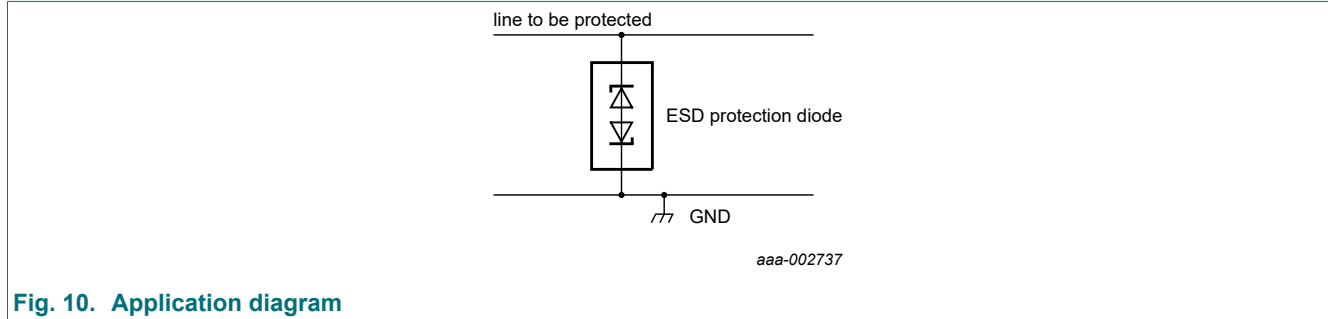 line to be protected
ESD protection diode
GND
aaa-002737
Fig. 10. Application diagram